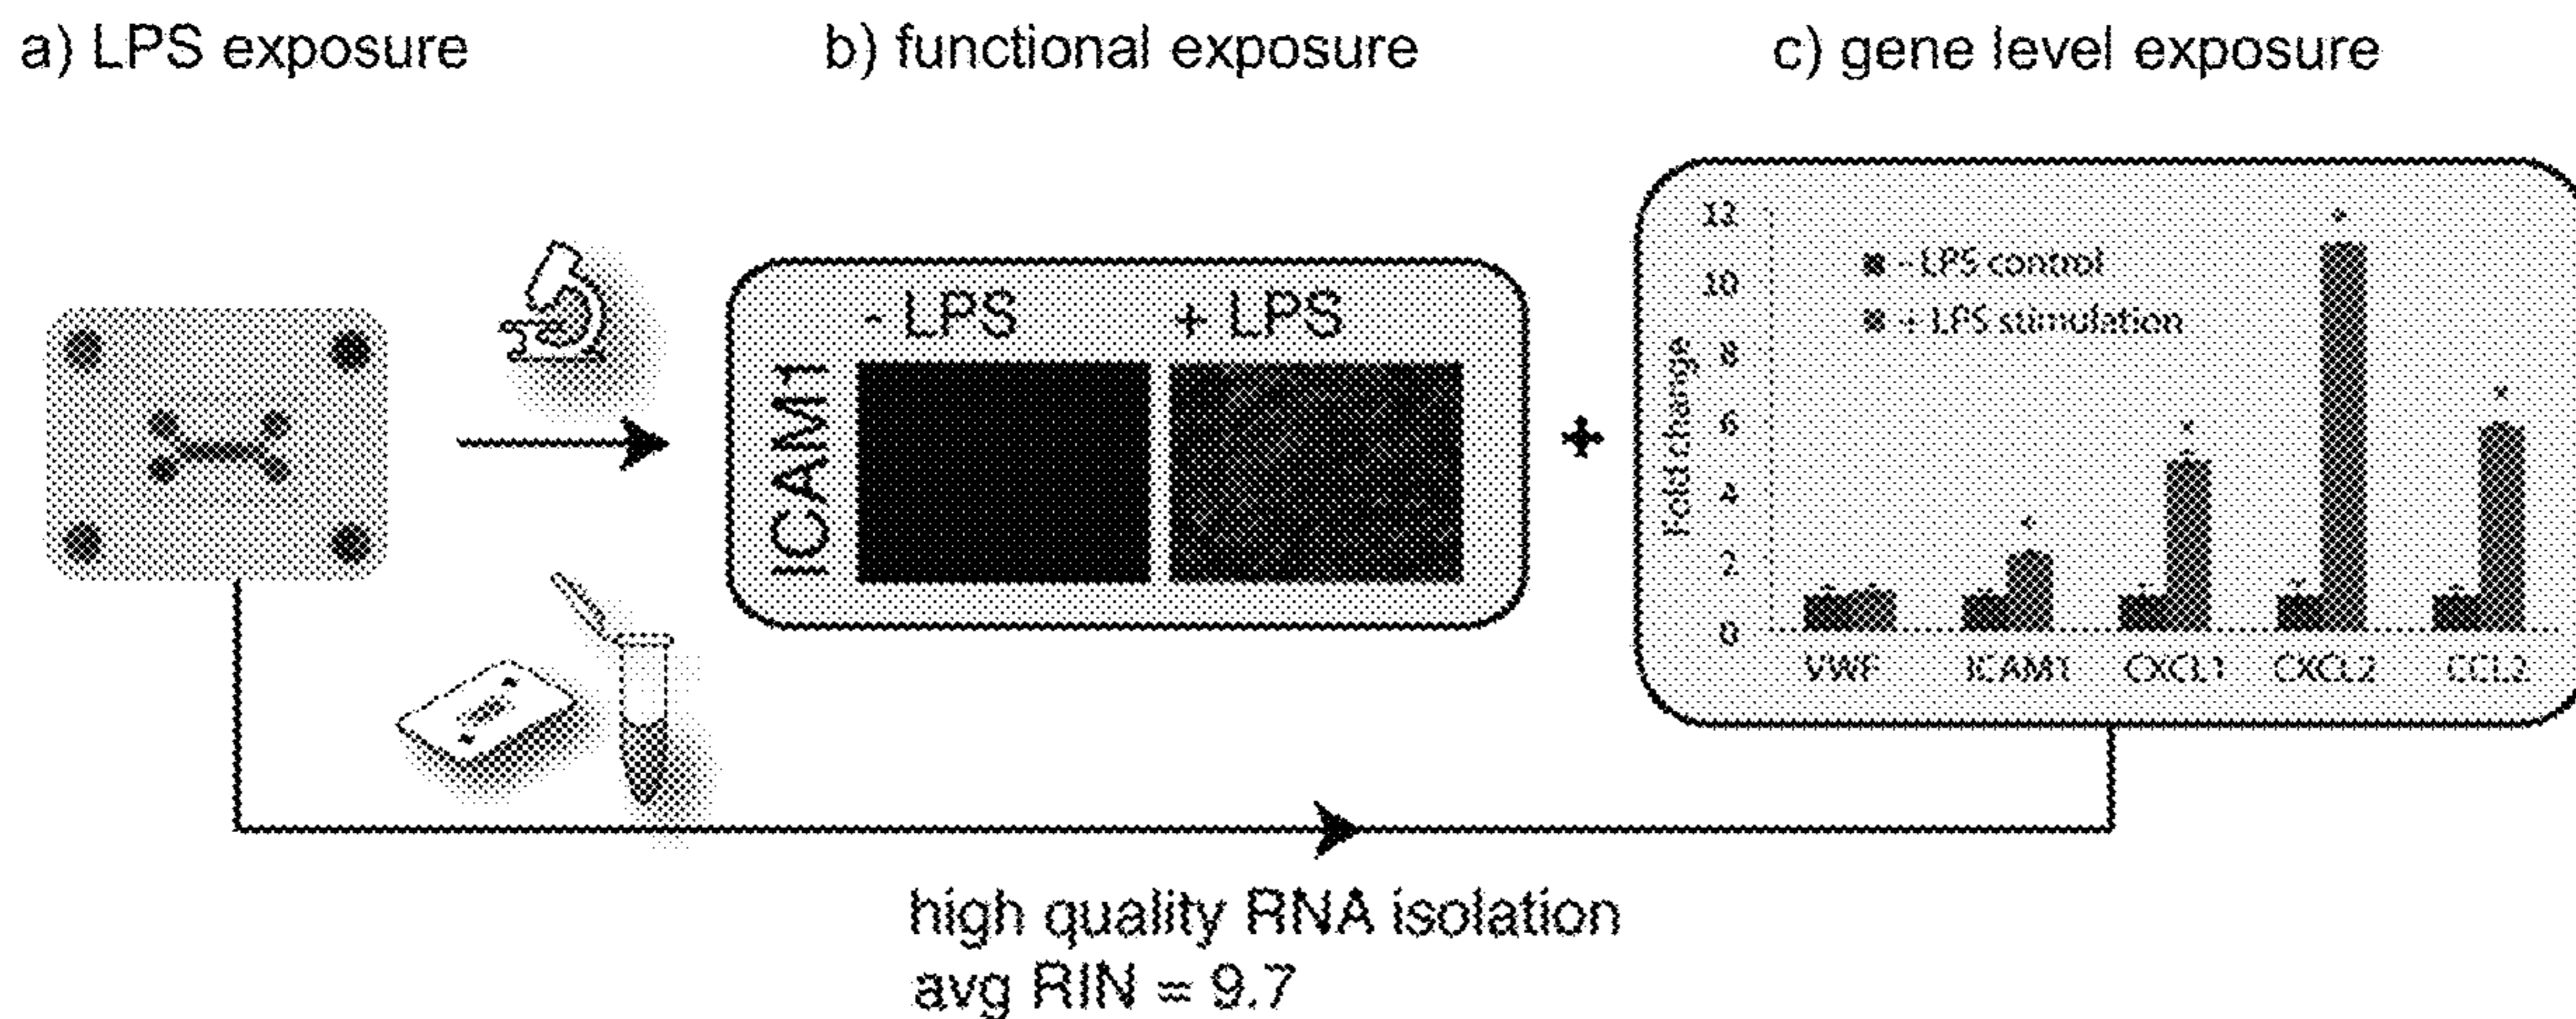 a) LPS exposure
b) functional exposure
c) gene level exposure
- LPS
+ LPS
ICAM1
+
12
10
8
6
4
2
0
Fold change
- LPS control
+ LPS stimulation
VWF
ICAM1
CXCL1
CXCL2
CCL2
high quality RNA isolation
avg RIN = 9.7